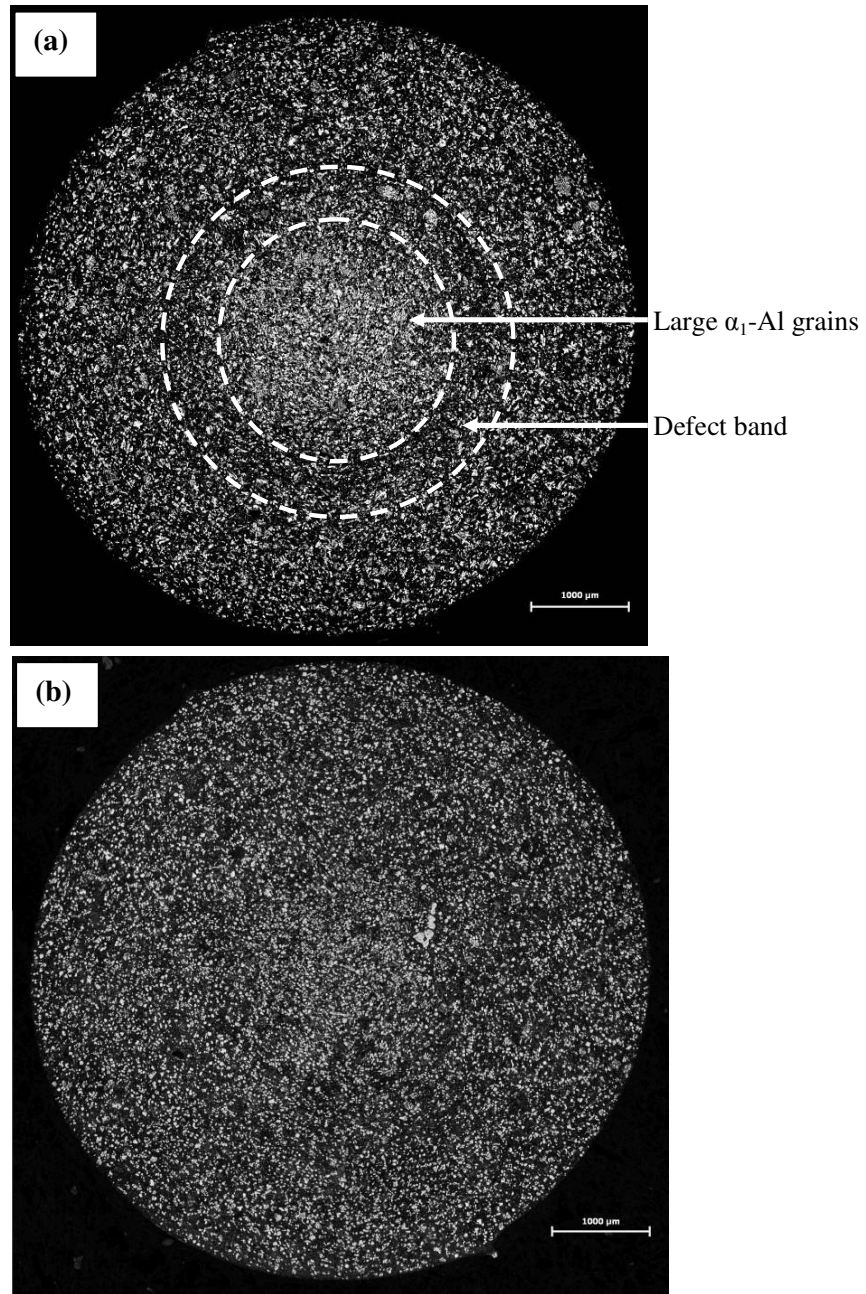 (a)
Large α₁-Al grains
Defect band
1000 µm
(b)
1000 µm